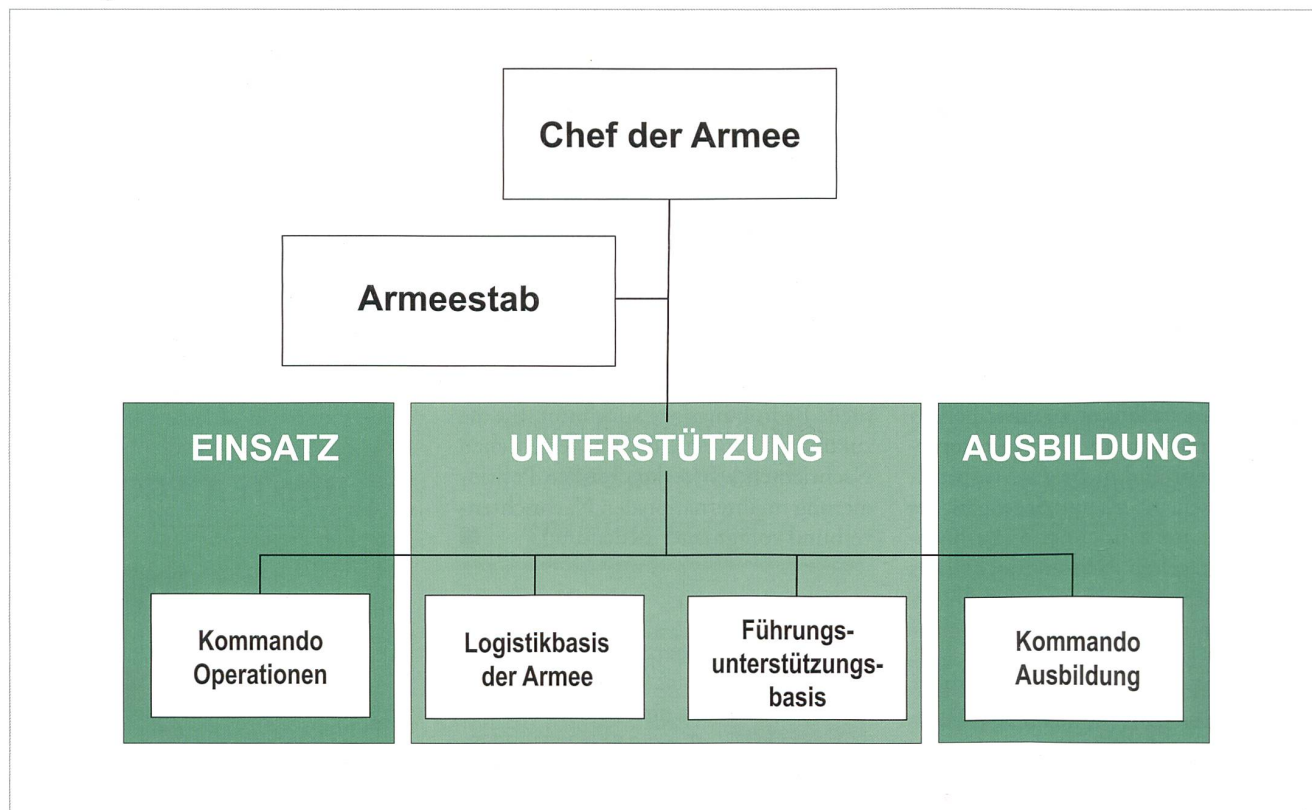 Chef der Armee
Armeestab
EINSATZ
UNTERSTÜTZUNG
AUSBILDUNG
Kommando
Operationen
Logistikbasis
der Armee
Führungs-
unterstützungs-
basis
Kommando
Ausbildung